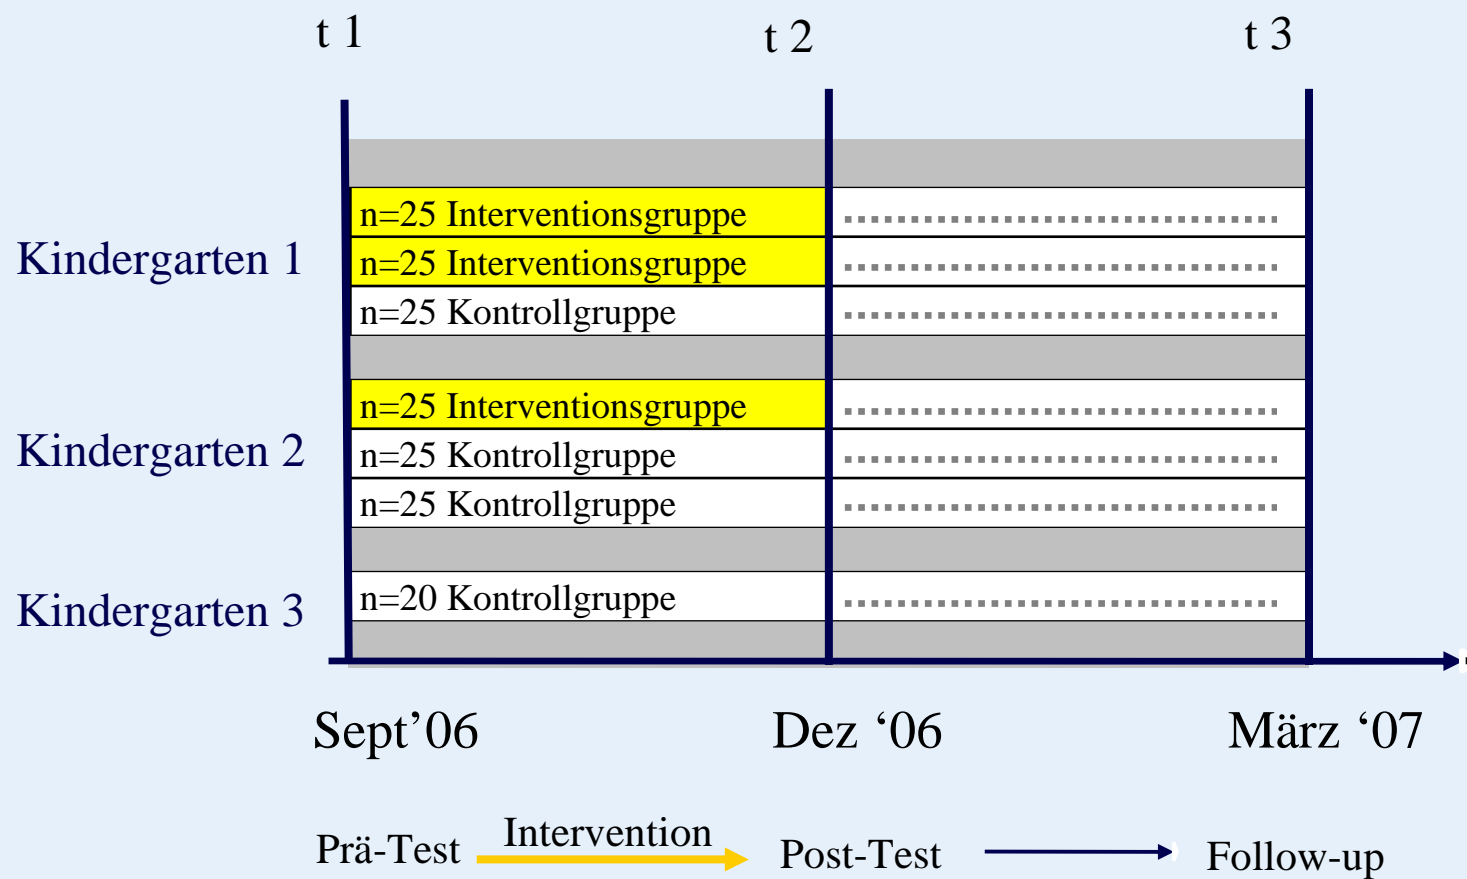 t 1
t 2
t 3
Kindergarten 1
n=25 Interventionsgruppe
n=25 Interventionsgruppe
n=25 Kontrollgruppe
Kindergarten 2
n=25 Interventionsgruppe
n=25 Kontrollgruppe
n=25 Kontrollgruppe
Kindergarten 3
n=20 Kontrollgruppe
Sept’06
Dez ‘06
März ‘07
Prä-Test
Intervention
Post-Test
Follow-up